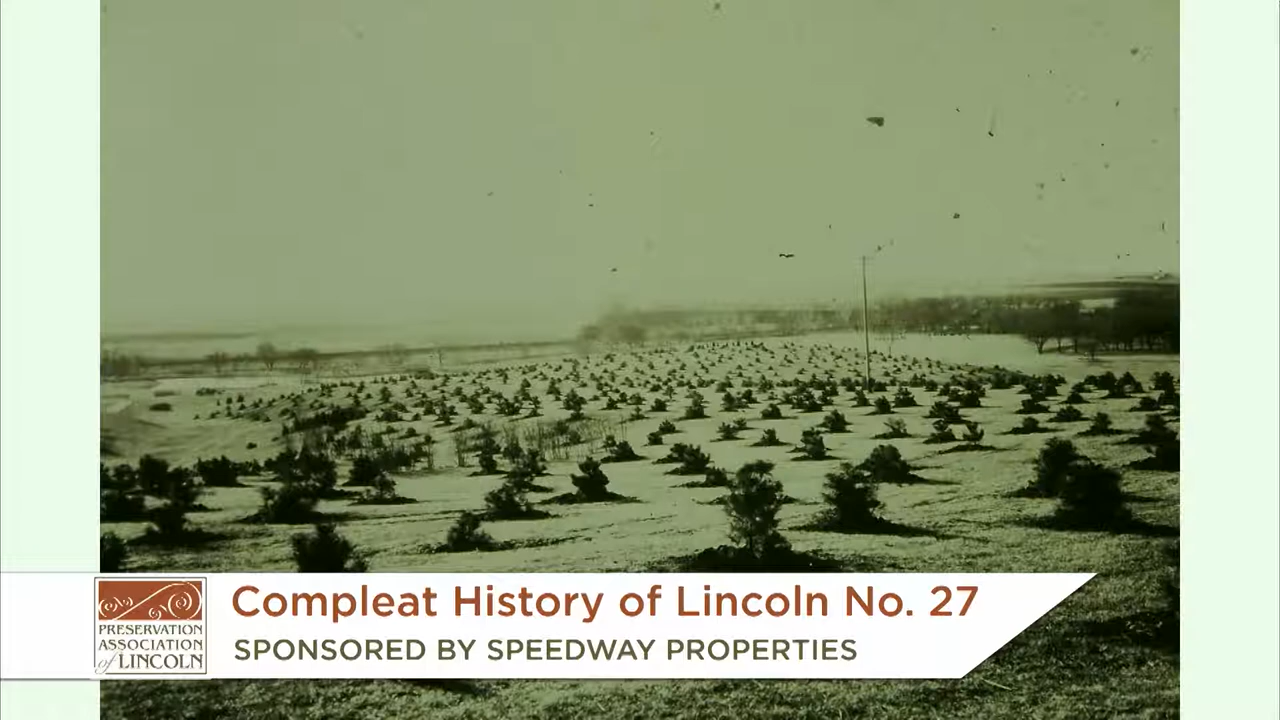 Compleat History of Lincoln No. 27
SPONSORED BY SPEEDWAY PROPERTIES
PRESERVATION
ASSOCIATION
of LINCOLN